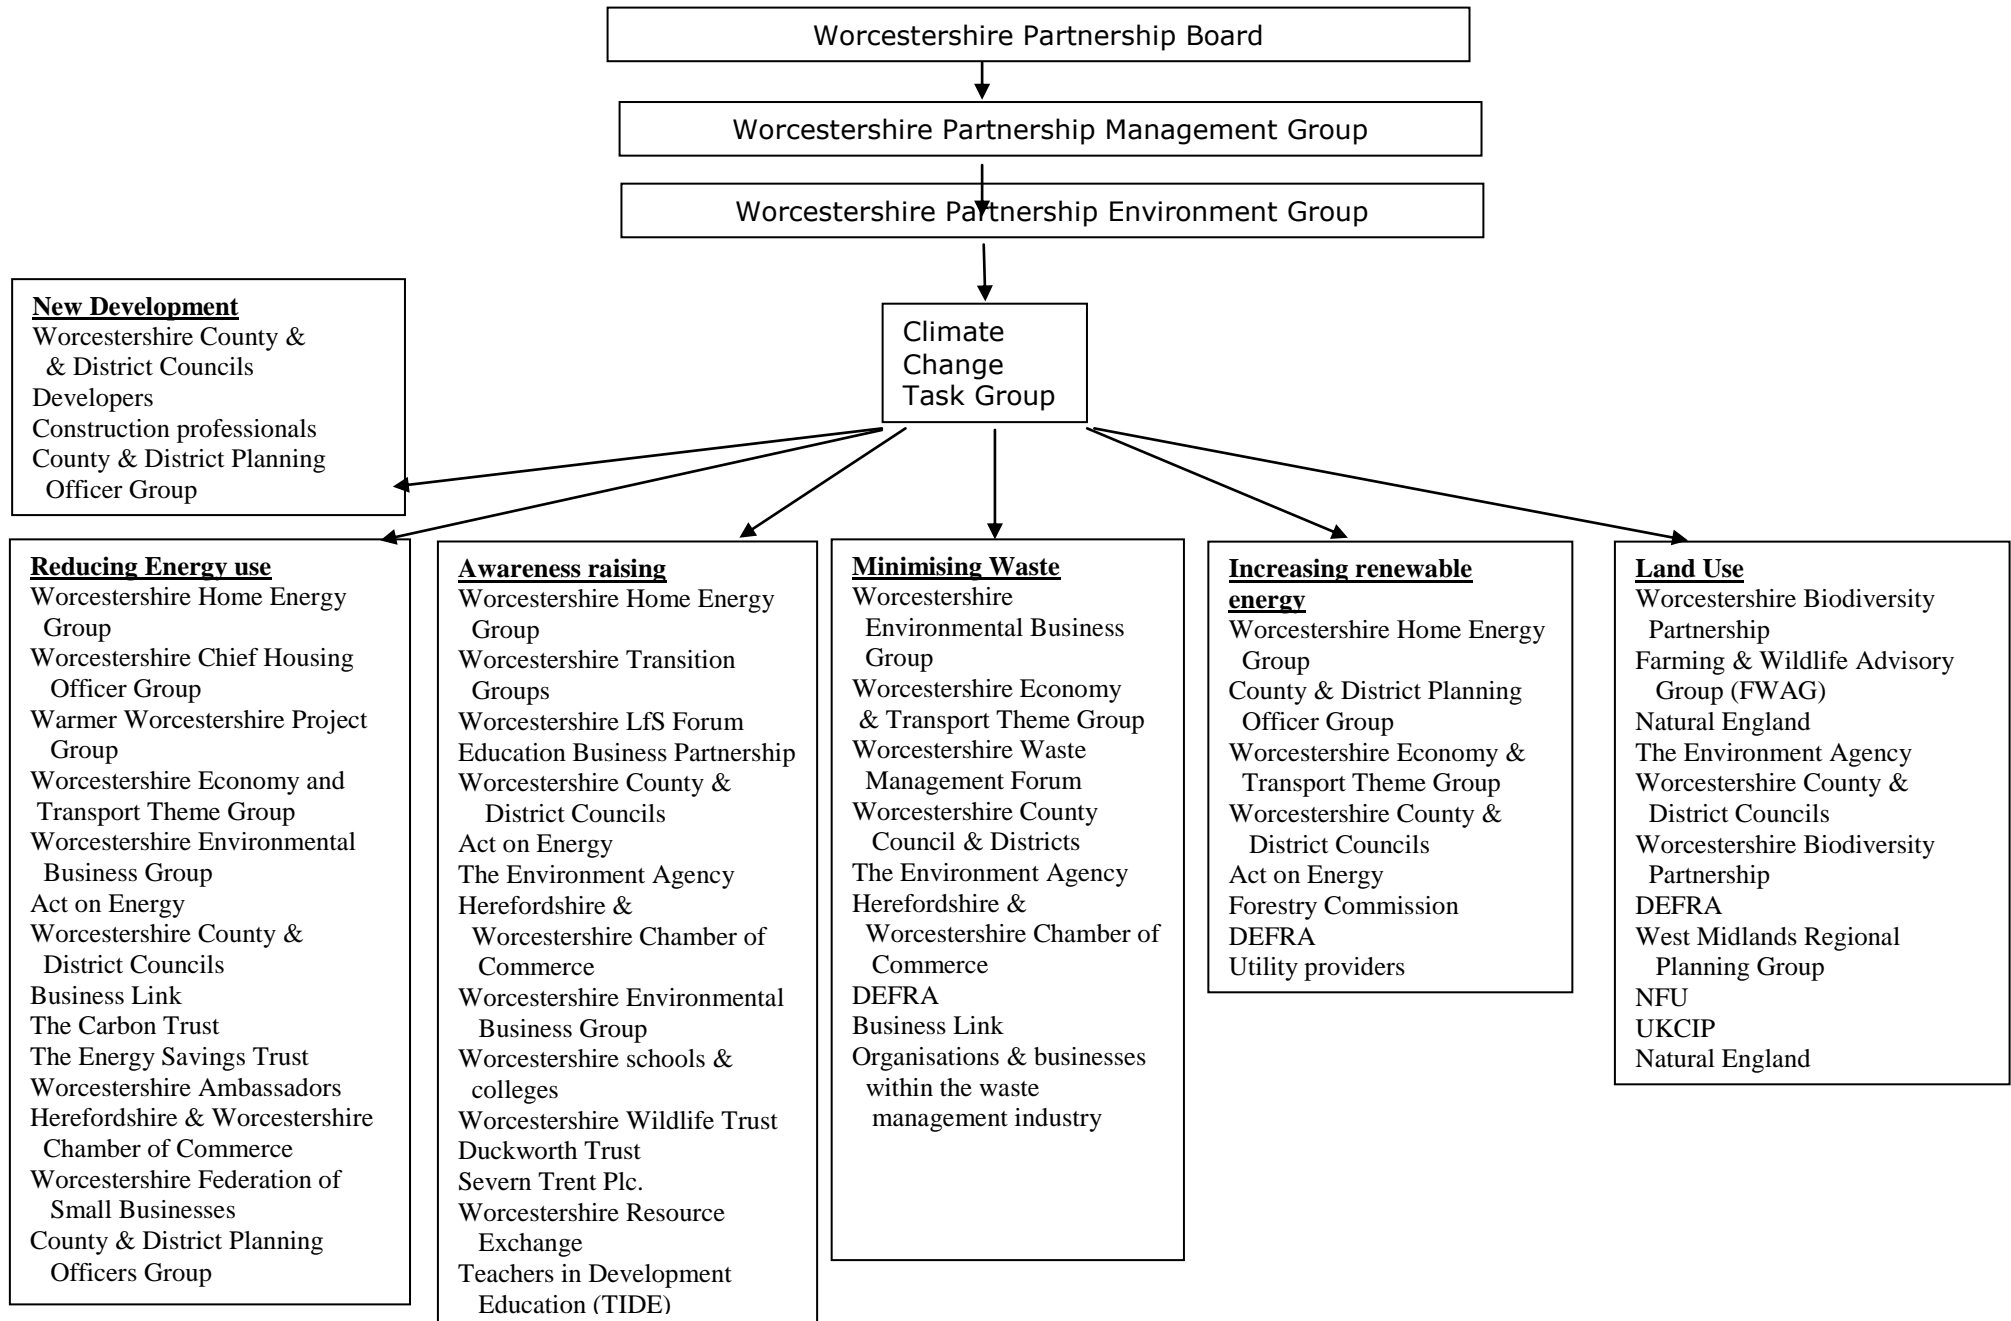 Worcestershire Partnership Board
Worcestershire Partnership Management Group
Worcestershire Partnership Environment Group
Climate
Change
Task Group
New Development
Worcestershire County &
& District Councils
Developers
Construction professionals
County & District Planning
Officer Group
Reducing Energy use
Worcestershire Home Energy
Group
Worcestershire Chief Housing
Officer Group
Warmer Worcestershire Project
Group
Worcestershire Economy and
Transport Theme Group
Worcestershire Environmental
Business Group
Act on Energy
Worcestershire County &
District Councils
Business Link
The Carbon Trust
The Energy Savings Trust
Worcestershire Ambassadors
Herefordshire & Worcestershire
Chamber of Commerce
Worcestershire Federation of
Small Businesses
County & District Planning
Officers Group
Awareness raising
Worcestershire Home Energy
Group
Worcestershire Transition
Groups
Worcestershire LfS Forum
Education Business Partnership
Worcestershire County &
District Councils
Act on Energy
The Environment Agency
Herefordshire &
Worcestershire Chamber of
Commerce
Worcestershire Environmental
Business Group
Worcestershire schools &
colleges
Worcestershire Wildlife Trust
Duckworth Trust
Severn Trent Plc.
Worcestershire Resource
Exchange
Teachers in Development
Education (TIDE)
Minimising Waste
Worcestershire
Environmental Business
Group
Worcestershire Economy
& Transport Theme Group
Worcestershire Waste
Management Forum
Worcestershire County
Council & Districts
The Environment Agency
Herefordshire &
Worcestershire Chamber of
Commerce
DEFRA
Business Link
Organisations & businesses
within the waste
management industry
Increasing renewable
energy
Worcestershire Home Energy
Group
County & District Planning
Officer Group
Worcestershire Economy &
Transport Theme Group
Worcestershire County &
District Councils
Act on Energy
Forestry Commission
DEFRA
Utility providers
Land Use
Worcestershire Biodiversity
Partnership
Farming & Wildlife Advisory
Group (FWAG)
Natural England
The Environment Agency
Worcestershire County &
District Councils
Worcestershire Biodiversity
Partnership
DEFRA
West Midlands Regional
Planning Group
NFU
UKCIP
Natural England